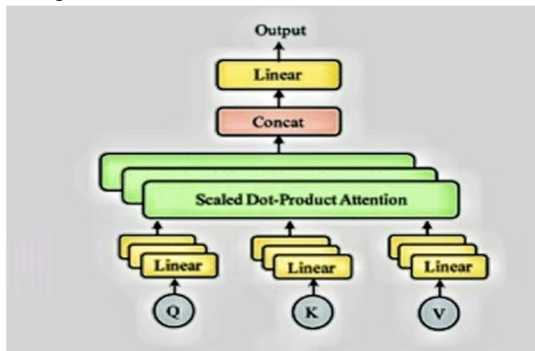 Output
Linear
Concat
Scaled Dot-Product Attention
Linear Linear Linear
Q K V